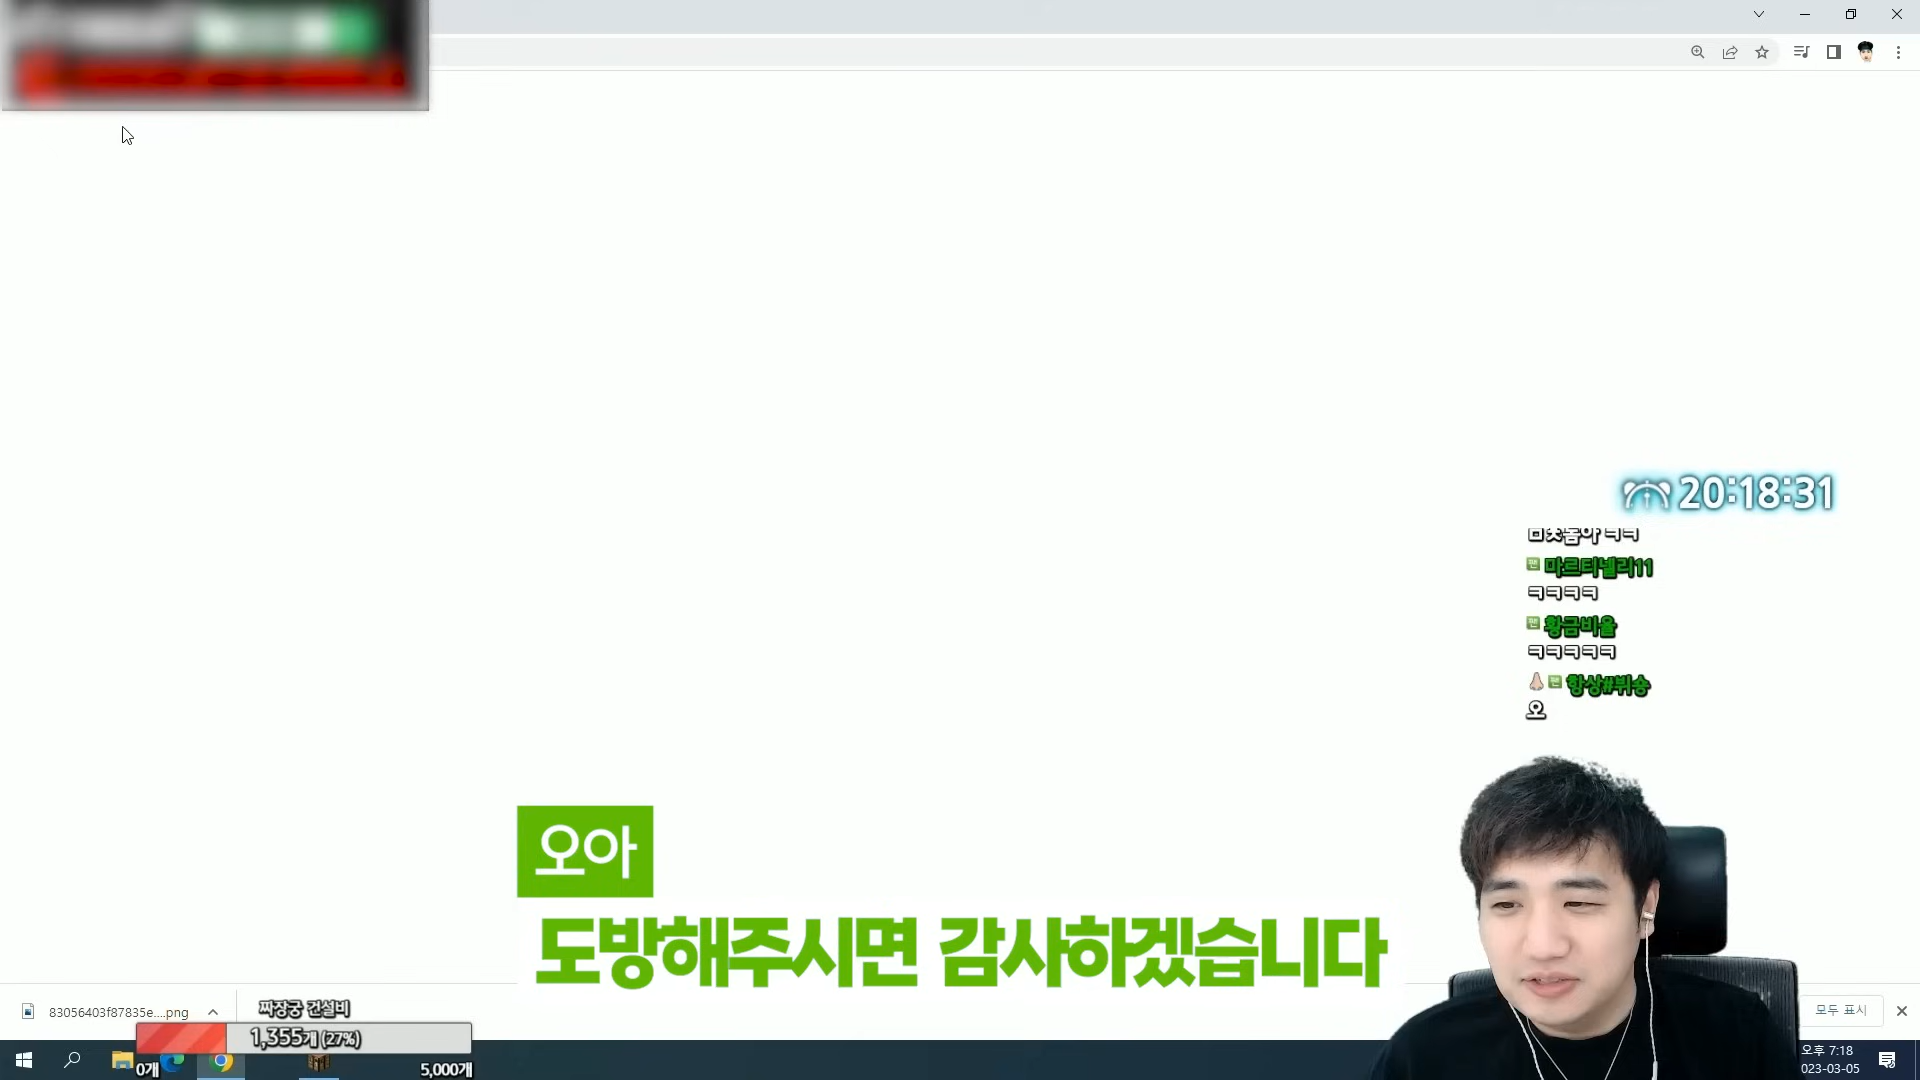 20:18:31
마르티넬리11
ㅋㅋㅋㅋ
황금비율
ㅋㅋㅋㅋㅋ
항상#뷔송
오
오아
도방해주시면 감사하겠습니다
83056403f87835e....png
짜장궁 건설비
1,355개 (27%)
0개
5,000개
모두 표시
오후 7:18
023-03-05